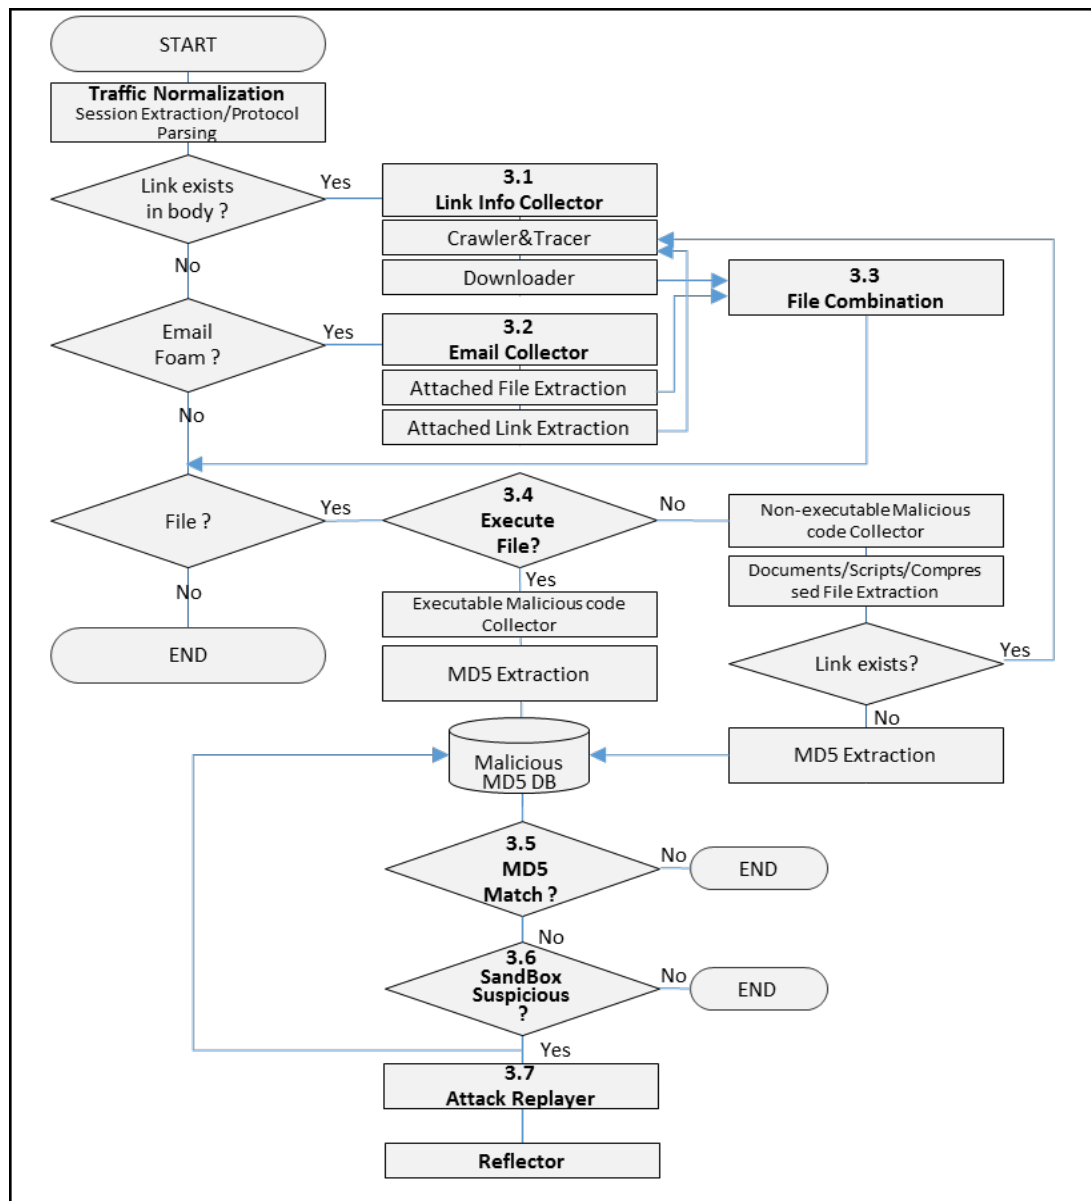 START
Traffic Normalization
Session Extraction/Protocol
Parsing
Link exists
in body ?
Yes
No
3.1
Link Info Collector
Crawler&Tracer
Downloader
3.3
File Combination
Email
Foam ?
Yes
No
3.2
Email Collector
Attached File Extraction
Attached Link Extraction
File ?
Yes
No
END
3.4
Execute
File?
No
Yes
Non-executable Malicious
code Collector
Documents/Scripts/Compres
sed File Extraction
Link exists?
Yes
No
MD5 Extraction
Executable Malicious code
Collector
MD5 Extraction
Malicious
MD5 DB
3.5
MD5
Match ?
No
END
No
3.6
SandBox
Suspicious
?
No
END
Yes
3.7
Attack Replayer
Reflector